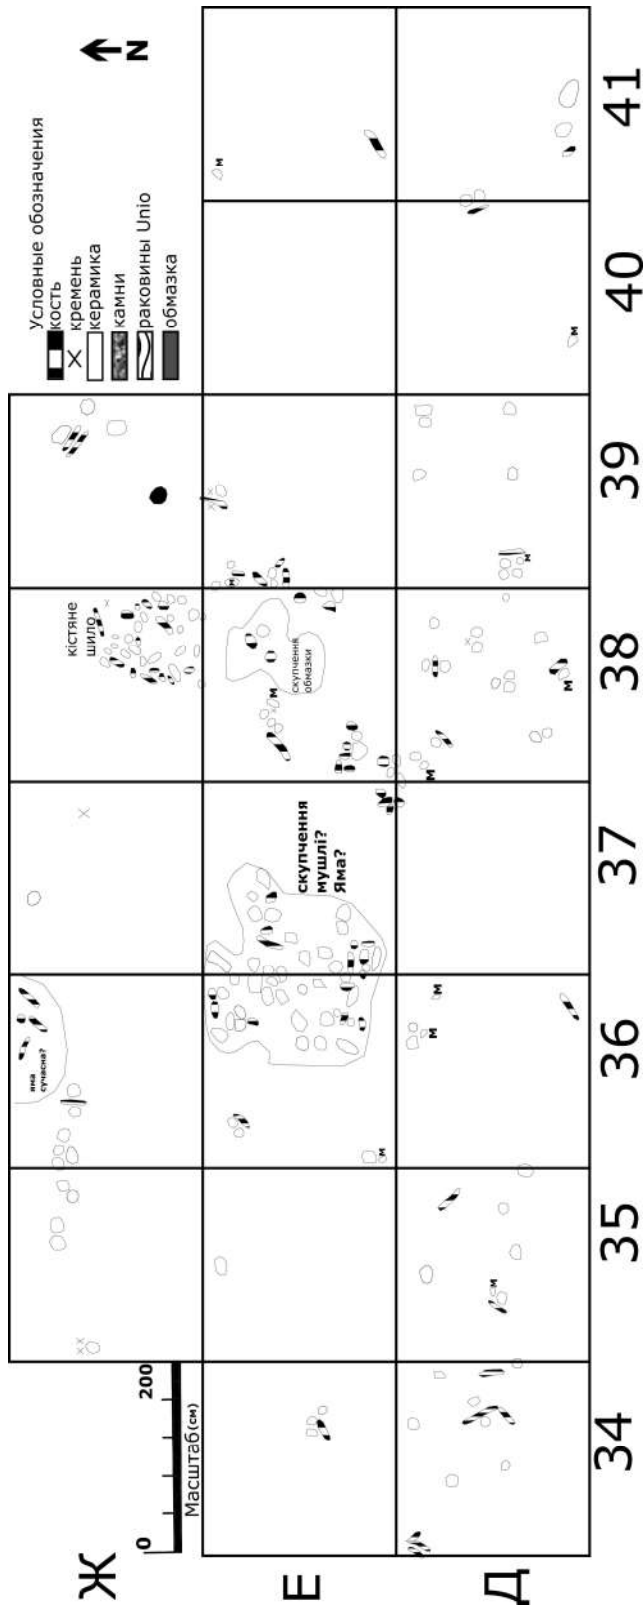 N
Условные обозначения
кость
кремень
керамика
камни
раковины Unio
обмазка
кістяне
шило
м
м
м
м
м
скупчення
обмазки
м
м
м
скупчення
мушлі?
Яма?
яма
сучасна?
м
м
м
м
0
200
Масштаб(см)
Ж
Е
Д
34
35
36
37
38
39
40
41